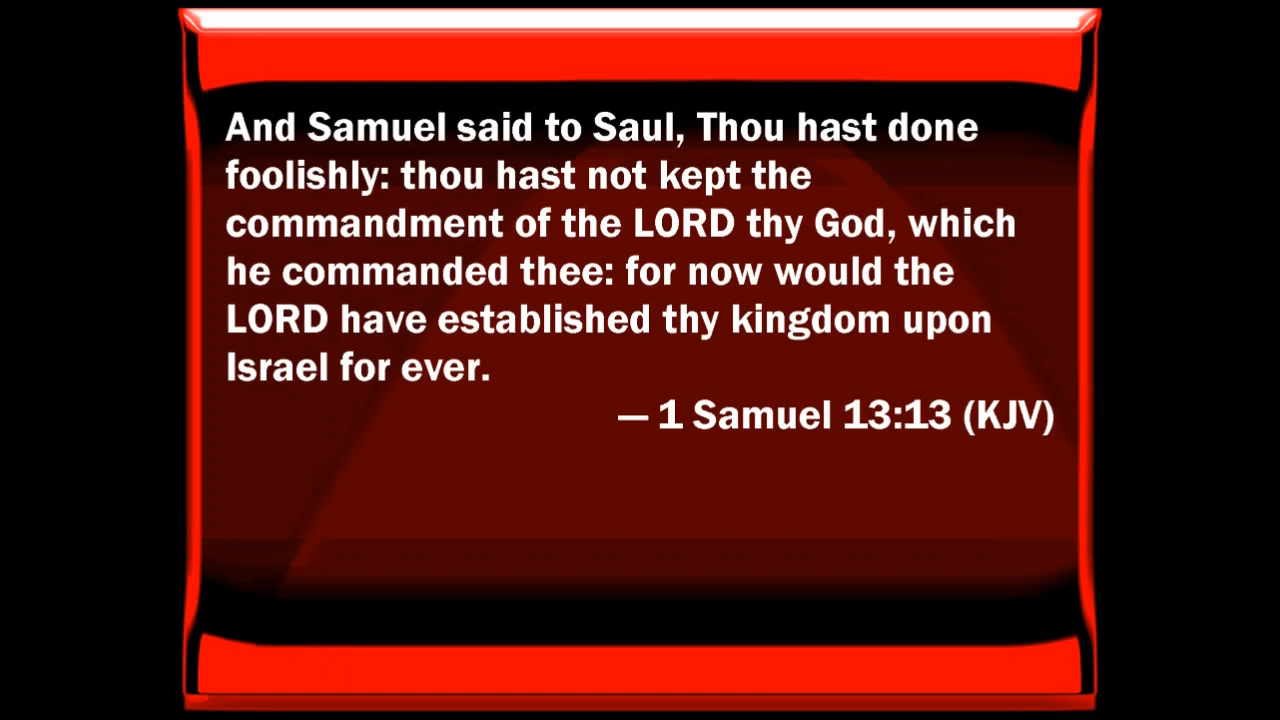 And Samuel said to Saul, Thou hast done
foolishly: thou hast not kept the
commandment of the LORD thy God, which
he commanded thee: for now would the
LORD have established thy kingdom upon
Israel for ever.
— 1 Samuel 13:13 (KJV)